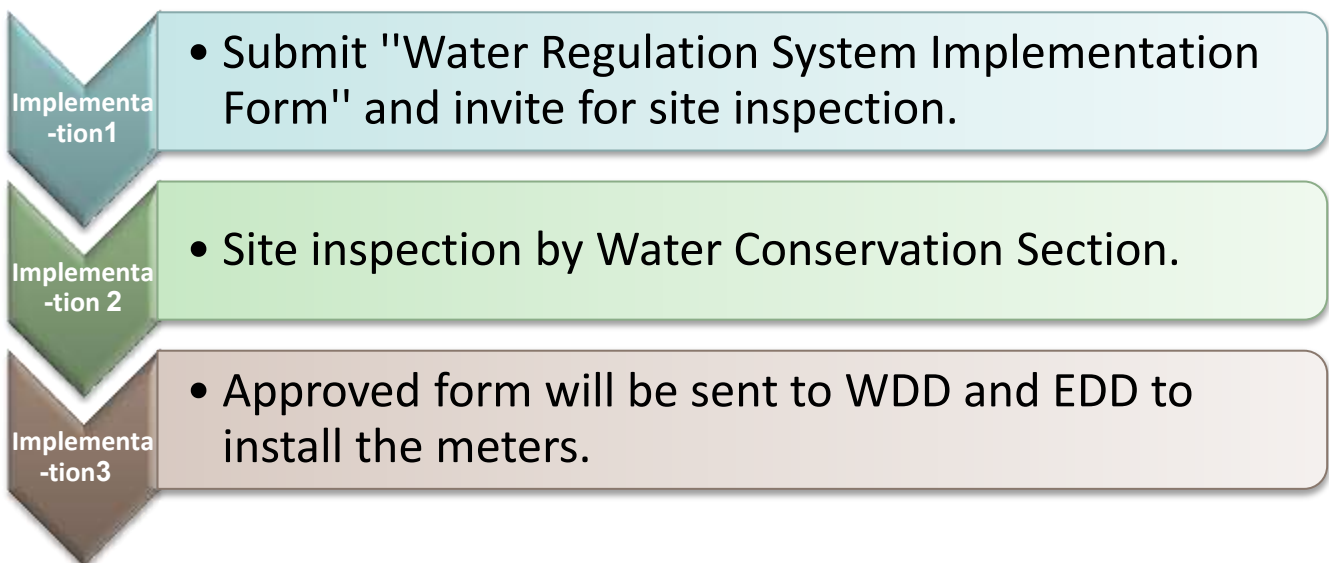 Implementa
-tion1
• Submit "Water Regulation System Implementation
Form" and invite for site inspection.
Implementa
-tion 2
• Site inspection by Water Conservation Section.
Implementa
-tion3
• Approved form will be sent to WDD and EDD to
install the meters.